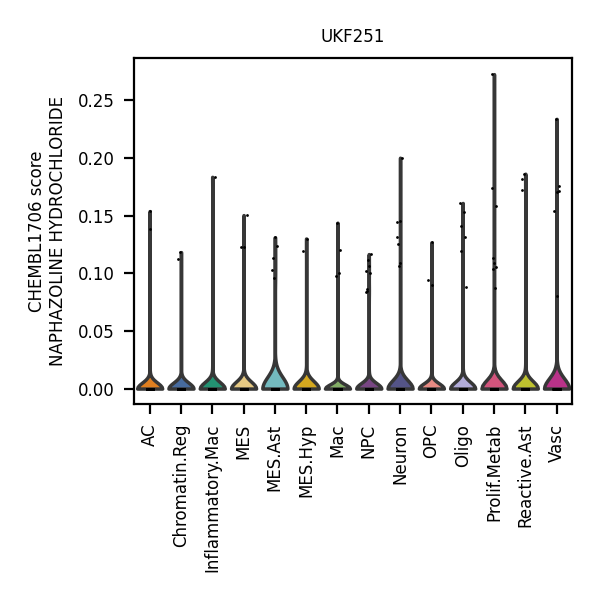 UKF251
CHEMBL1706 score
NAPHAZOLINE HYDROCHLORIDE
0.25
0.20
0.15
0.10
0.05
0.00
AC
Chromatin.Reg
Inflammatory.Mac
MES
MES.Ast
MES.Hyp
Mac
NPC
Neuron
OPC
Oligo
Prolif.Metab
Reactive.Ast
Vasc